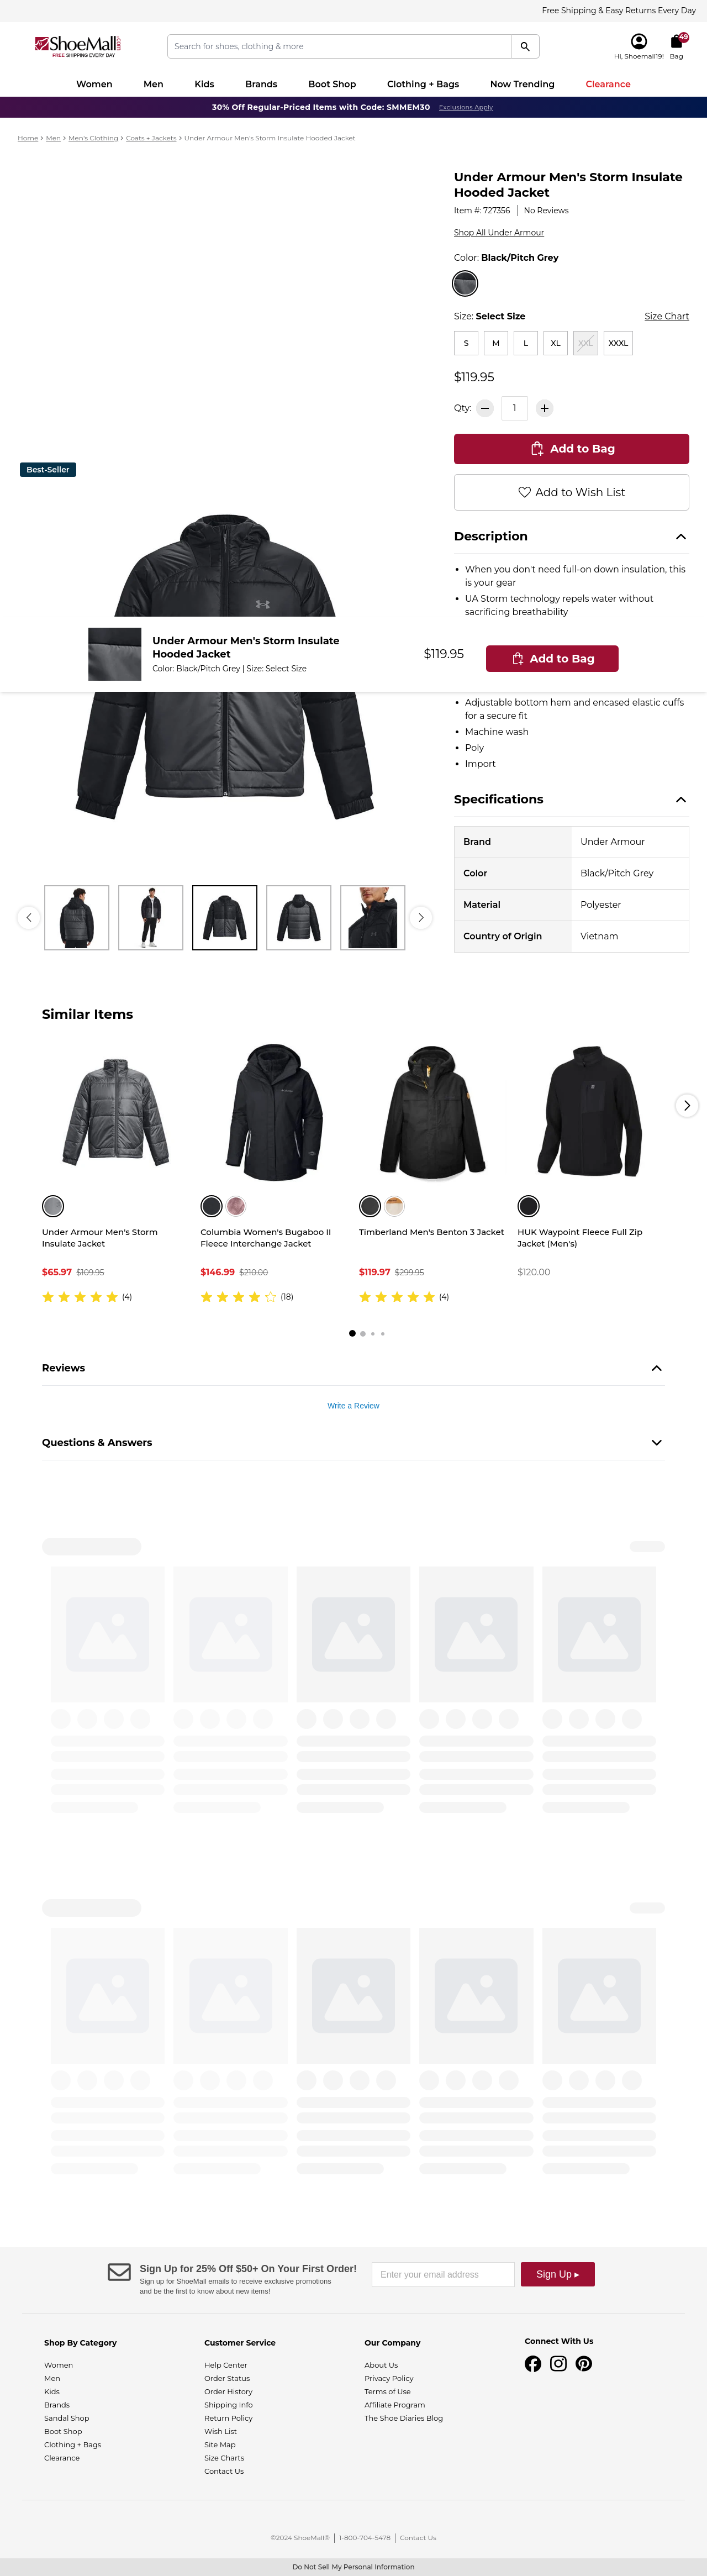 Free Shipping & Easy Returns Every Day
ShoeMall
.com
FREE SHIPPING EVERY DAY
Search for shoes, clothing & more
Hi, Shoemall19!
49
Bag
Women
Men
Kids
Brands
Boot Shop
Clothing + Bags
Now Trending
Clearance
30% Off Regular-Priced Items with Code: SMMEM30 Exclusions Apply
Home > Men > Men's Clothing > Coats + Jackets > Under Armour Men's Storm Insulate Hooded Jacket
Under Armour Men's Storm Insulate
Hooded Jacket
Item #: 727356 | No Reviews
Shop All Under Armour
Color: Black/Pitch Grey
Size: Select Size
Size Chart
S
M
L
XL
XXL
XXXL
$119.95
Qty:
1
Add to Bag
Add to Wish List
Best-Seller
Description
• When you don't need full-on down insulation, this
is your gear
• UA Storm technology repels water without
sacrificing breathability
Under Armour Men's Storm Insulate
Hooded Jacket
Color: Black/Pitch Grey | Size: Select Size
$119.95
Add to Bag
• Adjustable bottom hem and encased elastic cuffs
for a secure fit
• Machine wash
• Poly
• Import
Specifications
Brand Under Armour
Color Black/Pitch Grey
Material Polyester
Country of Origin Vietnam
Similar Items
Under Armour Men's Storm
Insulate Jacket
$65.97 $109.95
(4)
Columbia Women's Bugaboo II
Fleece Interchange Jacket
$146.99 $210.00
(18)
Timberland Men's Benton 3 Jacket
$119.97 $299.95
(4)
HUK Waypoint Fleece Full Zip
Jacket (Men's)
$120.00
Reviews
Write a Review
Questions & Answers
Sign Up for 25% Off $50+ On Your First Order!
Sign up for ShoeMall emails to receive exclusive promotions
and be the first to know about new items!
Enter your email address
Sign Up ▸
Shop By Category
Women
Men
Kids
Brands
Sandal Shop
Boot Shop
Clothing + Bags
Clearance
Customer Service
Help Center
Order Status
Order History
Shipping Info
Return Policy
Wish List
Site Map
Size Charts
Contact Us
Our Company
About Us
Privacy Policy
Terms of Use
Affiliate Program
The Shoe Diaries Blog
Connect With Us
©2024 ShoeMall® | 1-800-704-5478 | Contact Us
Do Not Sell My Personal Information